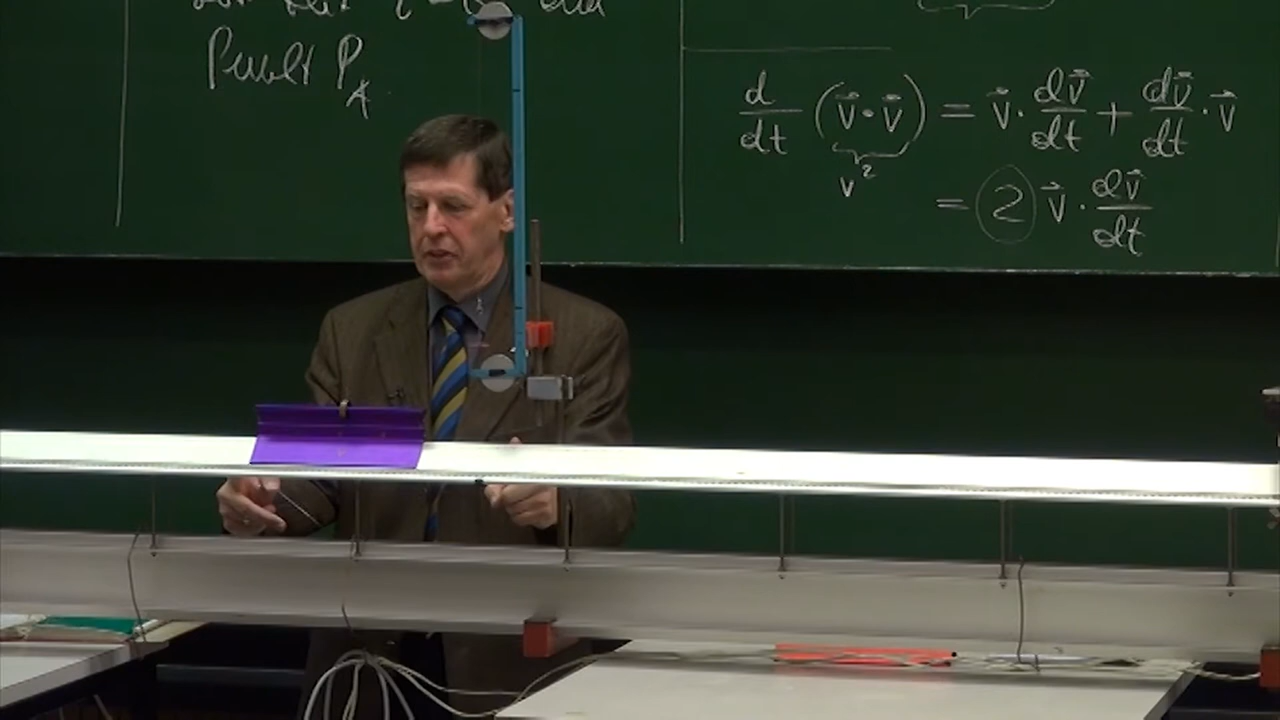 Punkt P_A
d/dt (v⃗ · v⃗) = v⃗ · dv⃗/dt + dv⃗/dt · v⃗
v²
= 2 v⃗ · dv⃗/dt